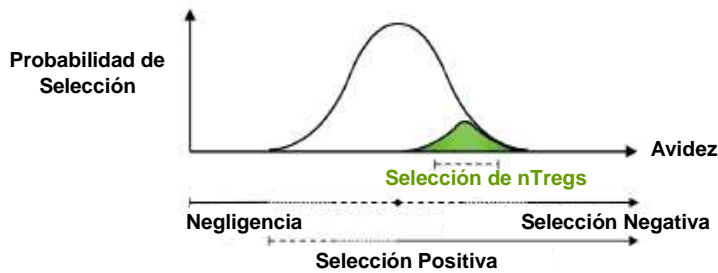 Probabilidad de
Selección
Avidez
Selección de nTregs
Negligencia
Selección Negativa
Selección Positiva